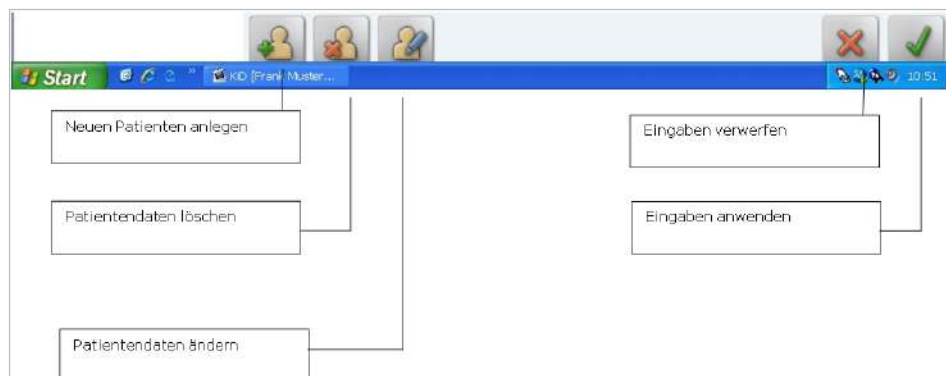 Start
KID [Frank Muster...
10:51
Neuen Patienten anlegen
Eingaben verwerfen
Patientendaten löschen
Eingaben anwenden
Patientendaten ändern